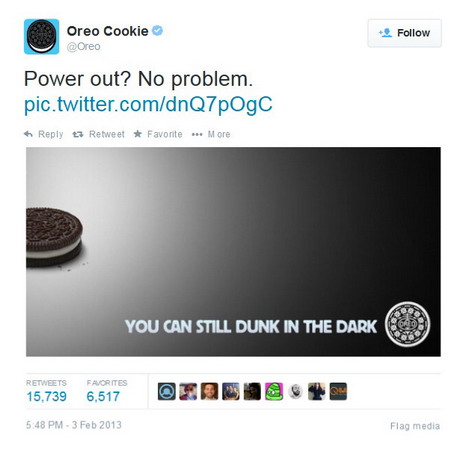 Oreo Cookie
@Oreo
Follow
Power out? No problem.
pic.twitter.com/dnQ7pOgC
Reply Retweet Favorite More
YOU CAN STILL DUNK IN THE DARK
OREO
RETWEETS FAVORITES
15,739 6,517
5:48 PM - 3 Feb 2013 Flag media